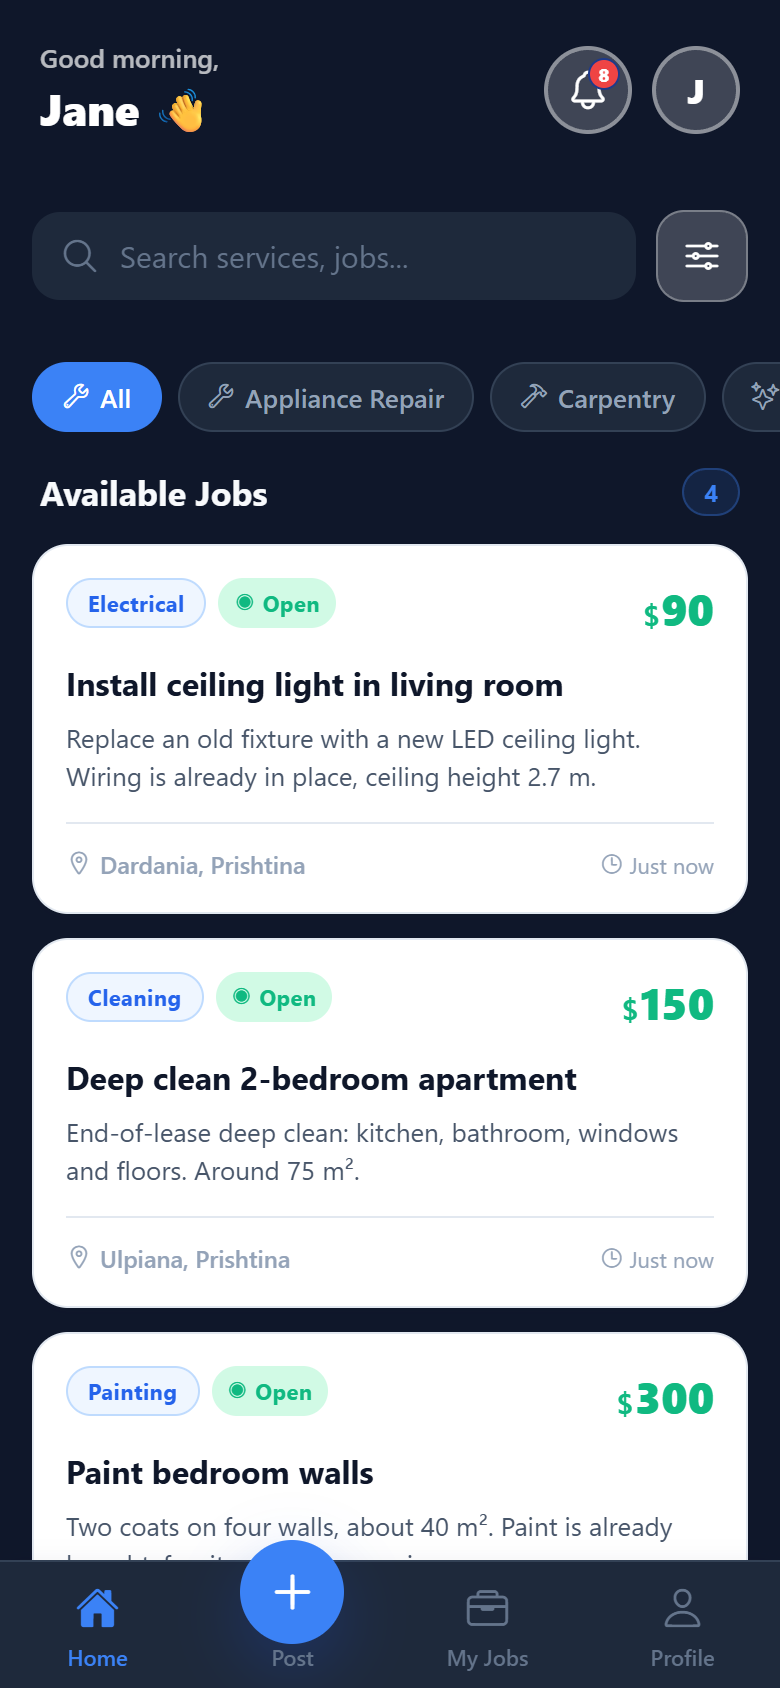 Good morning,
Jane 👋
8
J
Search services, jobs...
All
Appliance Repair
Carpentry
Available Jobs
4
Electrical
Open
$90
Install ceiling light in living room
Replace an old fixture with a new LED ceiling light.
Wiring is already in place, ceiling height 2.7 m.
Dardania, Prishtina
Just now
Cleaning
Open
$150
Deep clean 2-bedroom apartment
End-of-lease deep clean: kitchen, bathroom, windows
and floors. Around 75 m².
Ulpiana, Prishtina
Just now
Painting
Open
$300
Paint bedroom walls
Two coats on four walls, about 40 m². Paint is already
Home
Post
My Jobs
Profile